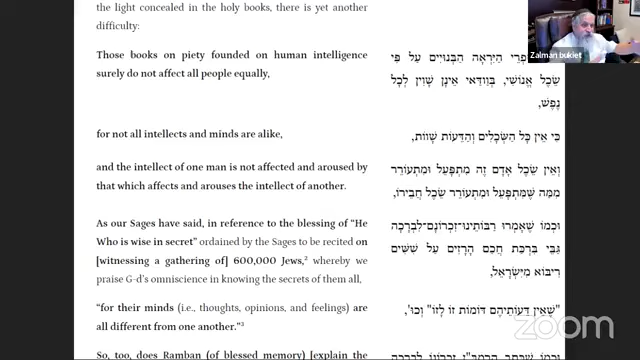 the light concealed in the holy books, there is yet another
difficulty:
Those books on piety founded on human intelligence
surely do not affect all people equally,
for not all intellects and minds are alike,
and the intellect of one man is not affected and aroused by
that which affects and arouses the intellect of another.
As our Sages have said, in reference to the blessing of “He
Who is wise in secret” ordained by the Sages to be recited on
[witnessing a gathering of] 600,000 Jews,² whereby we
praise G-d’s omniscience in knowing the secrets of them all,
“for their minds (i.e., thoughts, opinions, and feelings) are
all different from one another.”³
So, too, does Ramban (of blessed memory) [explain the
הַיִּרְאָה הַבְּנוּיִים עַל פִּי
שֵׂכֶל אֱנוֹשִׁי, בְּוַודַּאי אֵינָן שָׁוִין לְכָל
נֶפֶשׁ,
כִּי אֵין כָּל הַשְּׂכָלִים וְהַדֵּעוֹת שָׁווֹת,
וְאֵין שֵׂכֶל אָדָם זֶה מִתְפָּעֵל וּמִתְעוֹרֵר
מִמַּה שֶּׁמִּתְפָּעֵל וּמִתְעוֹרֵר שֵׂכֶל חֲבֵירוֹ,
וּכְמוֹ שֶׁאָמְרוּ רַבּוֹתֵינוּ־זִכְרוֹנָם־לִבְרָכָה
גַּבֵּי בִּרְכַּת חֲכַם הָרָזִים עַל שִׁשִּׁים
רִיבּוֹא מִיִּשְׂרָאֵל,
"שֶׁאֵין דֵּעוֹתֵיהֶם דּוֹמוֹת זוֹ לָזוֹ" וְכוּ',
הָרַמְבַּ"ן זִכְרוֹנוֹ לִבְרָכָה
Zalman bukiet
zoom